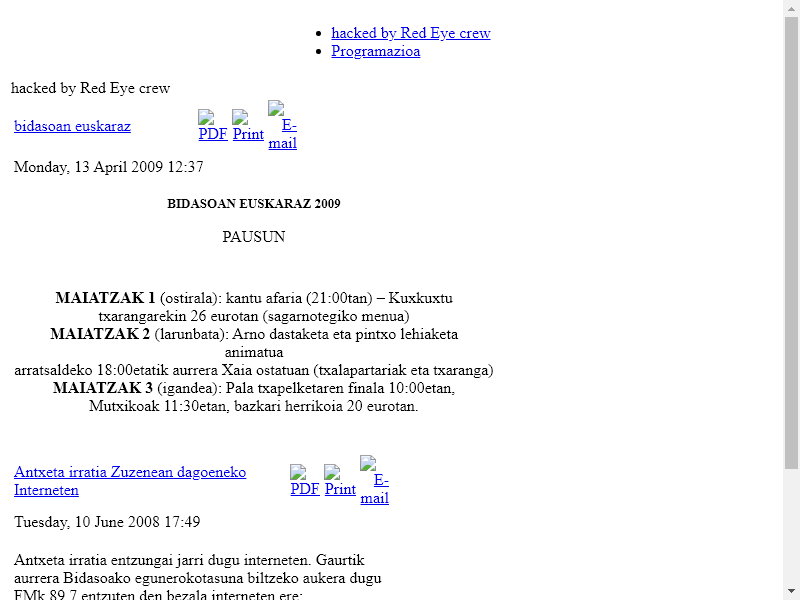 hacked by Red Eye crew
Programazioa
hacked by Red Eye crew
bidasoan euskaraz PDF Print E-mail
Monday, 13 April 2009 12:37
BIDASOAN EUSKARAZ 2009
PAUSUN
MAIATZAK 1 (ostirala): kantu afaria (21:00tan) – Kuxkuxtu
txarangarekin 26 eurotan (sagarnotegiko menua)
MAIATZAK 2 (larunbata): Arno dastaketa eta pintxo lehiaketa
animatua
arratsaldeko 18:00etatik aurrera Xaia ostatuan (txalapartariak eta txaranga)
MAIATZAK 3 (igandea): Pala txapelketaren finala 10:00etan,
Mutxikoak 11:30etan, bazkari herrikoia 20 eurotan.
Antxeta irratia Zuzenean dagoeneko
Interneten
PDF Print E-mail
Tuesday, 10 June 2008 17:49
Antxeta irratia entzungai jarri dugu interneten. Gaurtik
aurrera Bidasoako egunerokotasuna biltzeko aukera dugu
FMk 89.7 entzuten den bezala interneten ere: